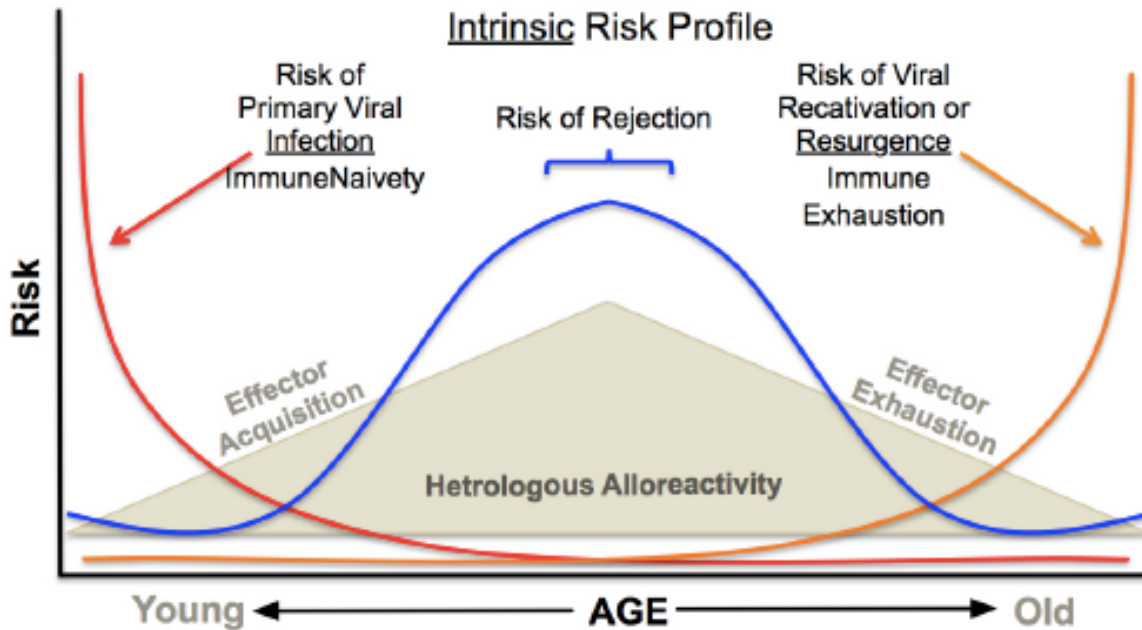 Intrinsic Risk Profile
Risk of
Primary Viral
Infection
ImmuneNaivety
Risk of Rejection
Risk of Viral
Recativation or
Resurgence
Immune
Exhaustion
Risk
Effector
Acquisition
Effector
Exhaustion
Hetrologous Alloreactivity
Young
AGE
Old